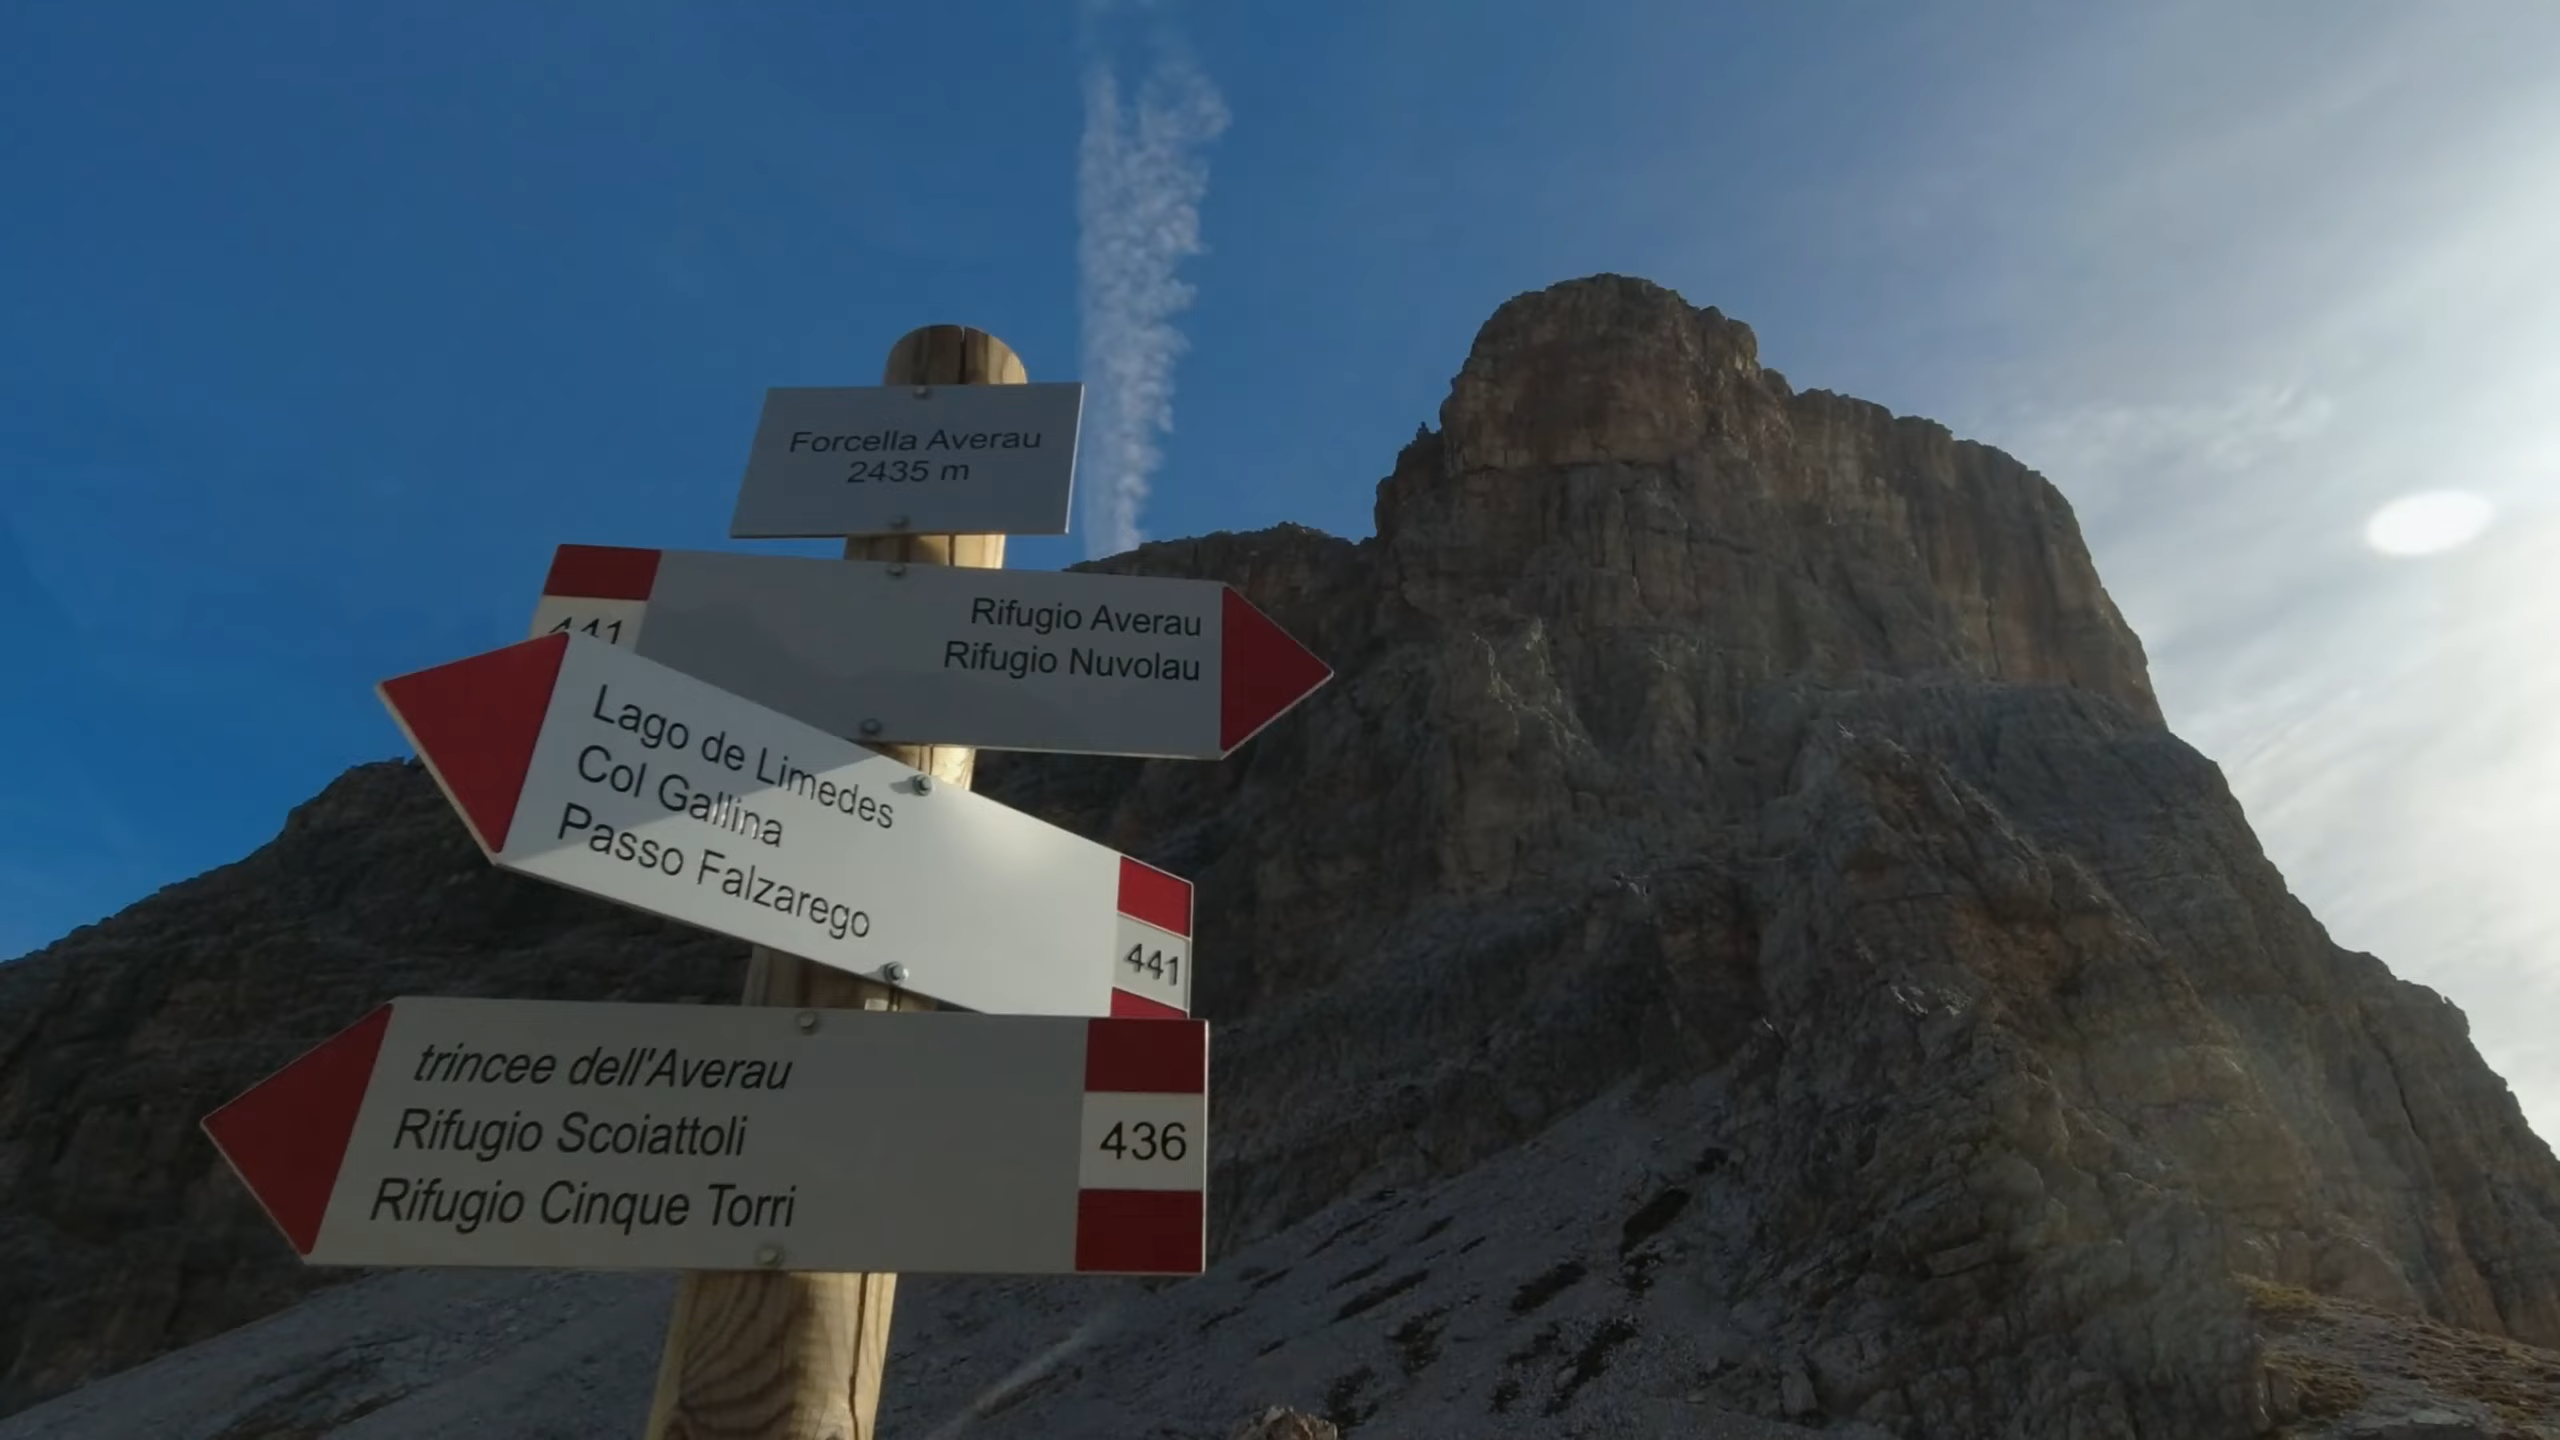 Forcella Averau
2435 m
441
Rifugio Averau
Rifugio Nuvolau
Lago de Limedes
Col Gallina
Passo Falzarego
441
trincee dell'Averau
Rifugio Scoiattoli
Rifugio Cinque Torri
436